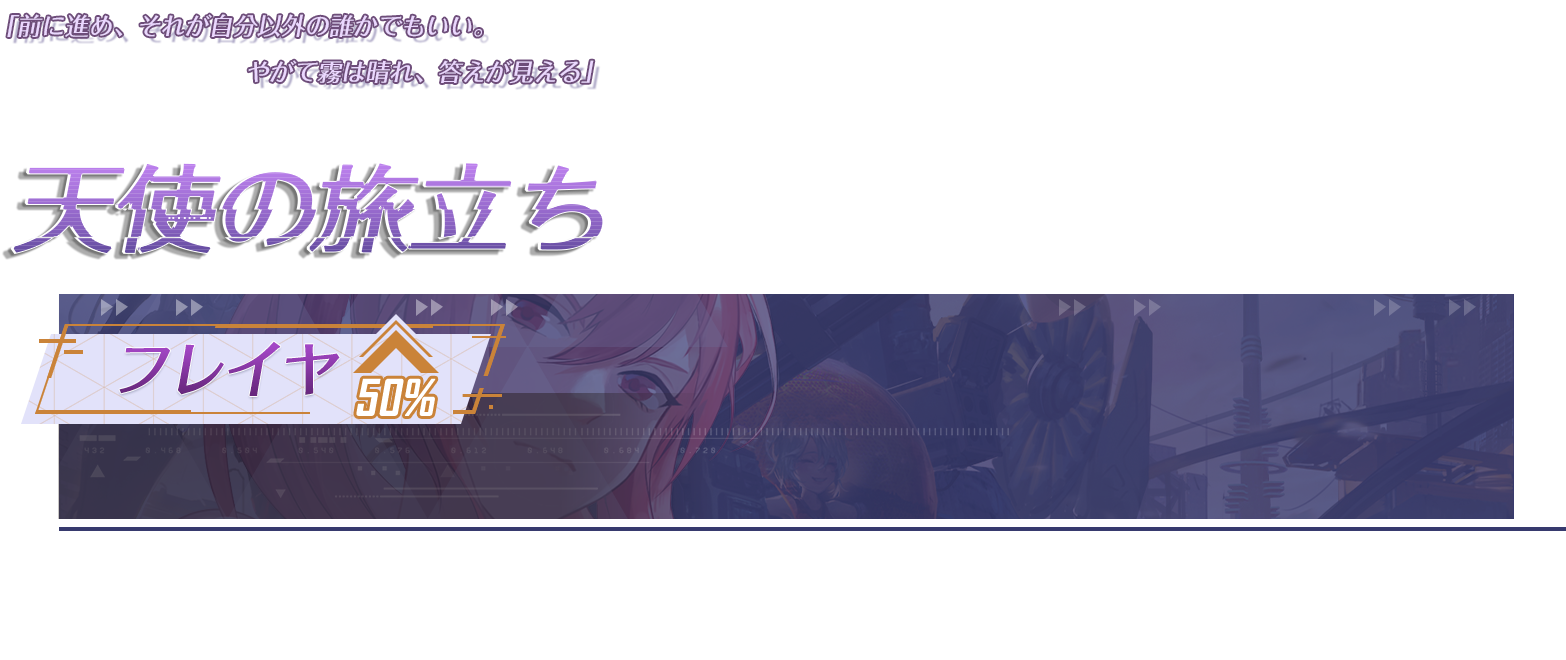 「前に進め、それが自分以外の誰かでもいい。
やがて霧は晴れ、答えが見える」
天使の旅立ち
フレイヤ
50%